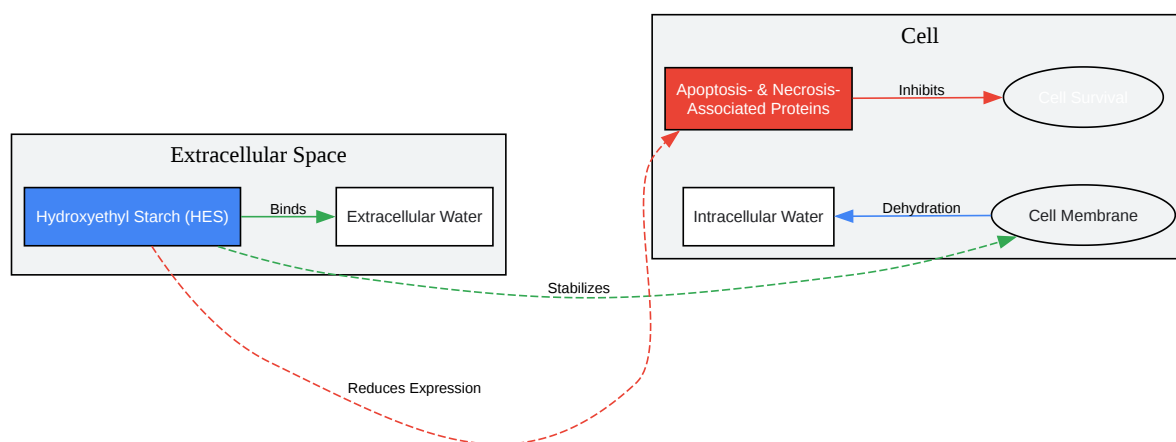 Cell
Apoptosis- & Necrosis-
Associated Proteins
Inhibits
Cell Survival
Extracellular Space
Hydroxyethyl Starch (HES)
Binds
Extracellular Water
Intracellular Water
Dehydration
Cell Membrane
Stabilizes
Reduces Expression